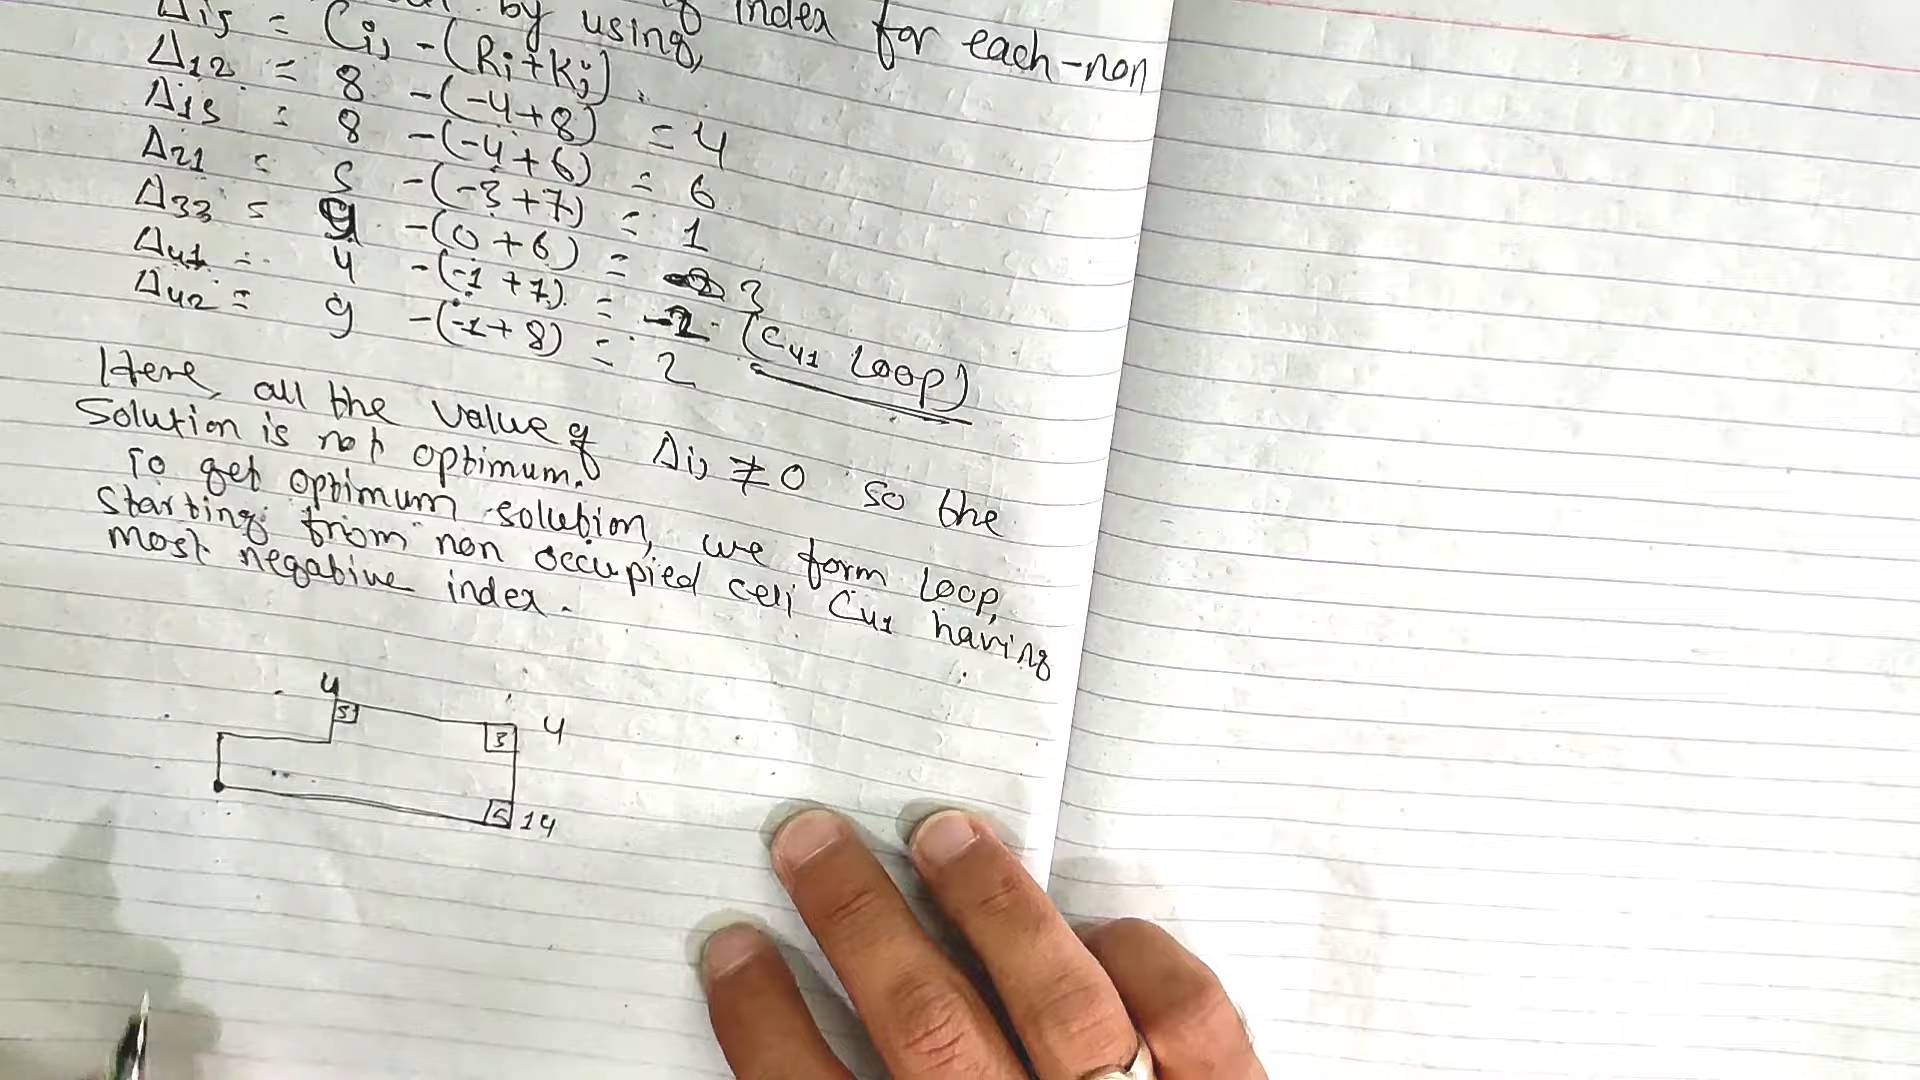 by using, index for each-non
Δij = Cij -(Ri+Kj).
Δ12 = 8 -(-4+8) = 4
Δ13 = 8 -(-4+6) = 6
Δ21 = 5 -(-3+7) = 1
Δ33 = 9 -(0+6) = 3
Δ41 = 4 -(-1+7) = -2 (C41 Loop)
Δ42 = 9 -(-1+8) = 2
Here, all the value of Δij ≠ 0 so the
solution is not optimum.
To get optimum solution, we form Loop,
starting from non occupied cell C41 having
most negative index.
4
5
3 4
5 14